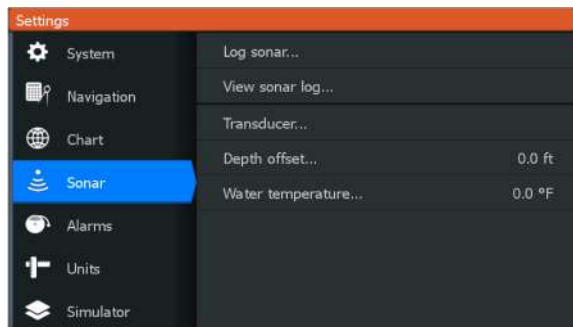 Settings
System
Navigation
Chart
Sonar
Alarms
Units
Simulator
Log sonar...
View sonar log...
Transducer...
Depth offset... 0.0 ft
Water temperature... 0.0 °F